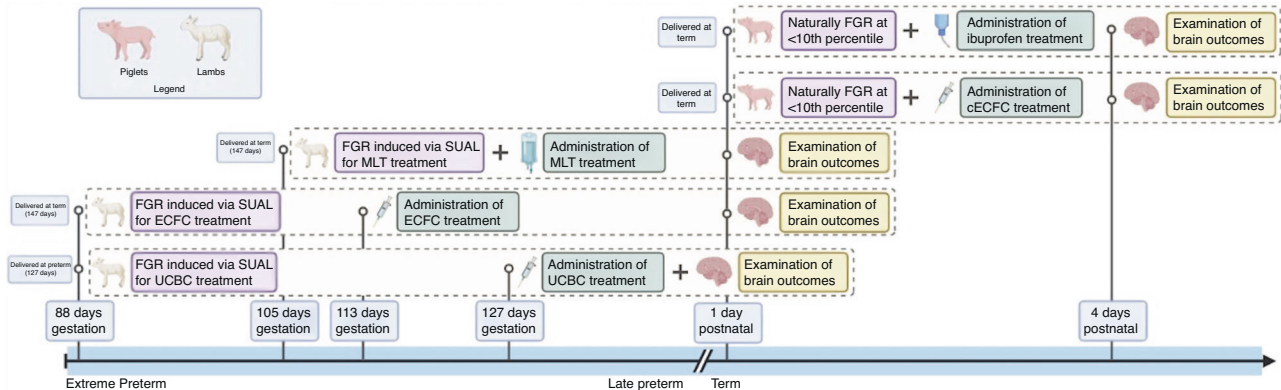 Piglets
Lambs
Legend
Delivered at
term
Naturally FGR at
<10th percentile
+
Administration of
ibuprofen treatment
Examination of
brain outcomes
Delivered at
term
Naturally FGR at
<10th percentile
+
Administration of
cECFC treatment
Examination of
brain outcomes
Delivered at term
(147 days)
FGR induced via SUAL
for MLT treatment
+
Administration of
MLT treatment
Examination of
brain outcomes
Delivered at term
(147 days)
FGR induced via SUAL
for ECFC treatment
Administration of
ECFC treatment
Examination of
brain outcomes
Delivered at preterm
(127 days)
FGR induced via SUAL
for UCBC treatment
Administration of
UCBC treatment
+
Examination of
brain outcomes
88 days
gestation
105 days
gestation
113 days
gestation
127 days
gestation
1 day
postnatal
4 days
postnatal
Extreme Preterm
Late preterm
Term